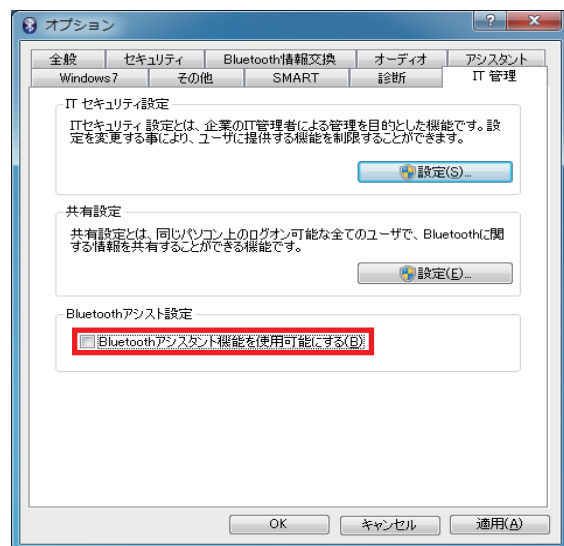 オプション
全般 セキュリティ Bluetooth情報交換 オーディオ アシスタント
Windows7 その他 SMART 診断 IT 管理
IT セキュリティ設定
ITセキュリティ 設定とは、企業のIT管理者による管理を目的とした機能です。設
定を変更する事により、ユーザに提供する機能を制限することができます。
設定(S)...
共有設定
共有設定とは、同じパソコン上のログオン可能な全てのユーザで、Bluetoothに関
する情報を共有することができる機能です。
設定(E)...
Bluetoothアシスト設定
Bluetoothアシスタント機能を使用可能にする(B)
OK キャンセル 適用(A)